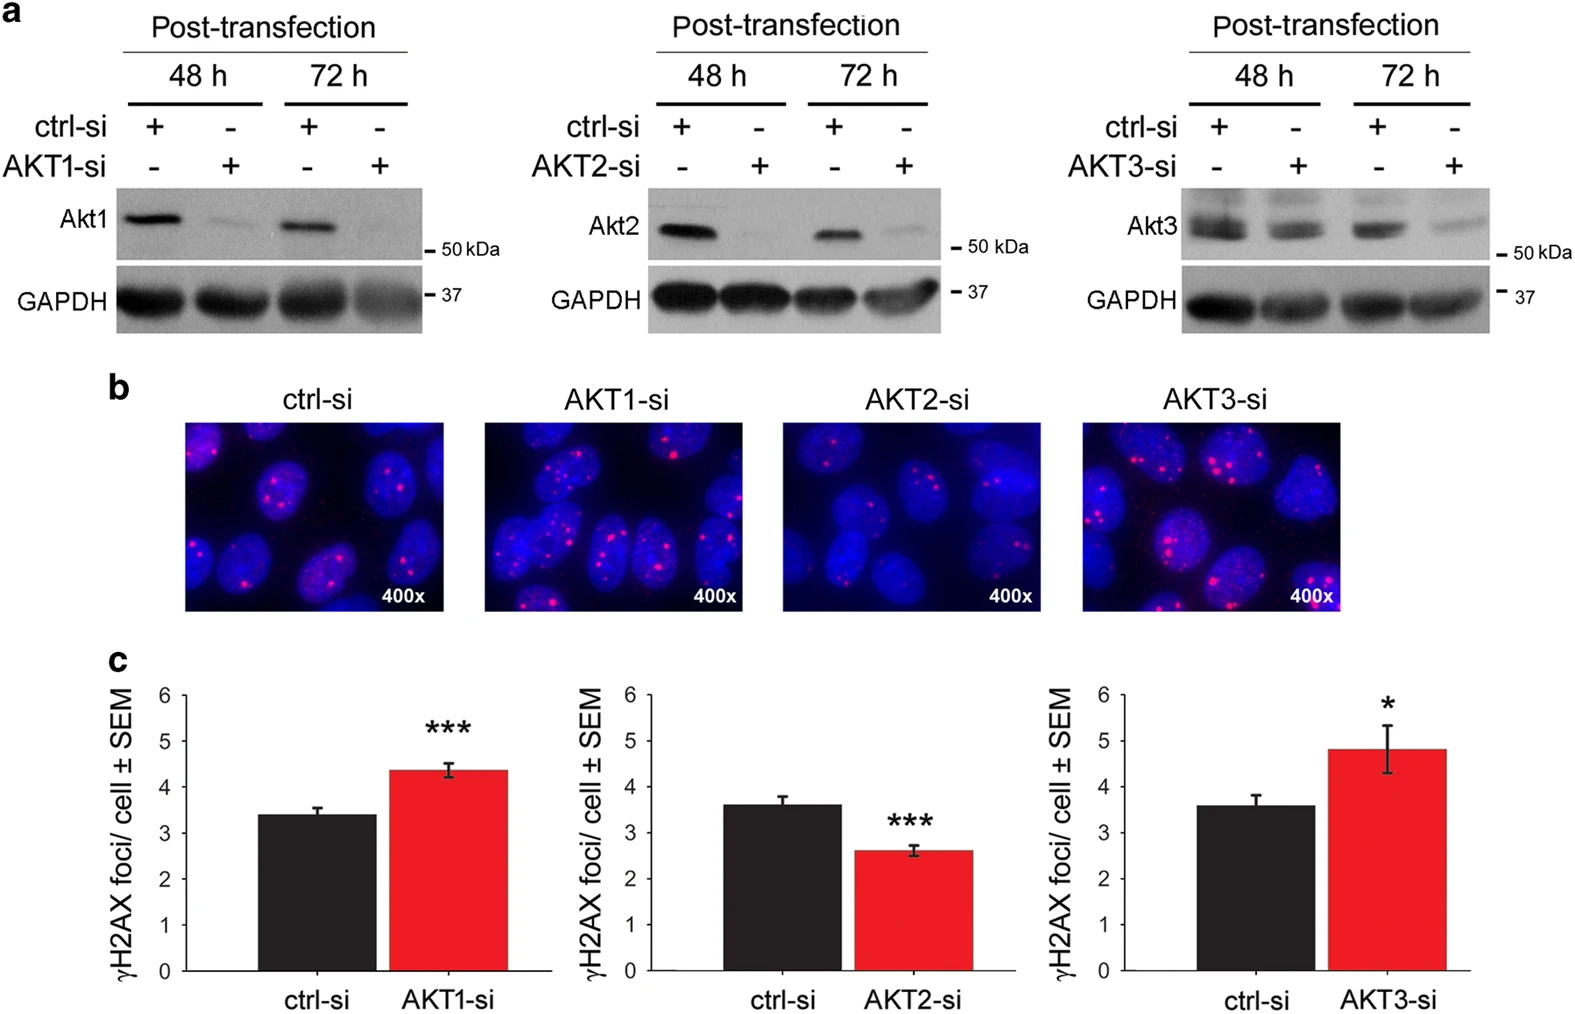 a
Post-transfection Post-transfection Post-transfection
48 h 72 h 48 h 72 h 48 h 72 h
ctrl-si + - + - ctrl-si + - + - ctrl-si + - + -
AKT1-si - + - + AKT2-si - + - + AKT3-si - + - +
Akt1 Akt2 Akt3
50 kDa 50 kDa 50 kDa
GAPDH 37 GAPDH 37 GAPDH 37
b
ctrl-si AKT1-si AKT2-si AKT3-si
400x 400x 400x 400x
c
γH2AX foci/ cell ± SEM γH2AX foci/ cell ± SEM γH2AX foci/ cell ± SEM
6 6 6
5 *** 5 5 *
4 4 4
3 3 *** 3
2 2 2
1 1 1
0 0 0
ctrl-si AKT1-si ctrl-si AKT2-si ctrl-si AKT3-si